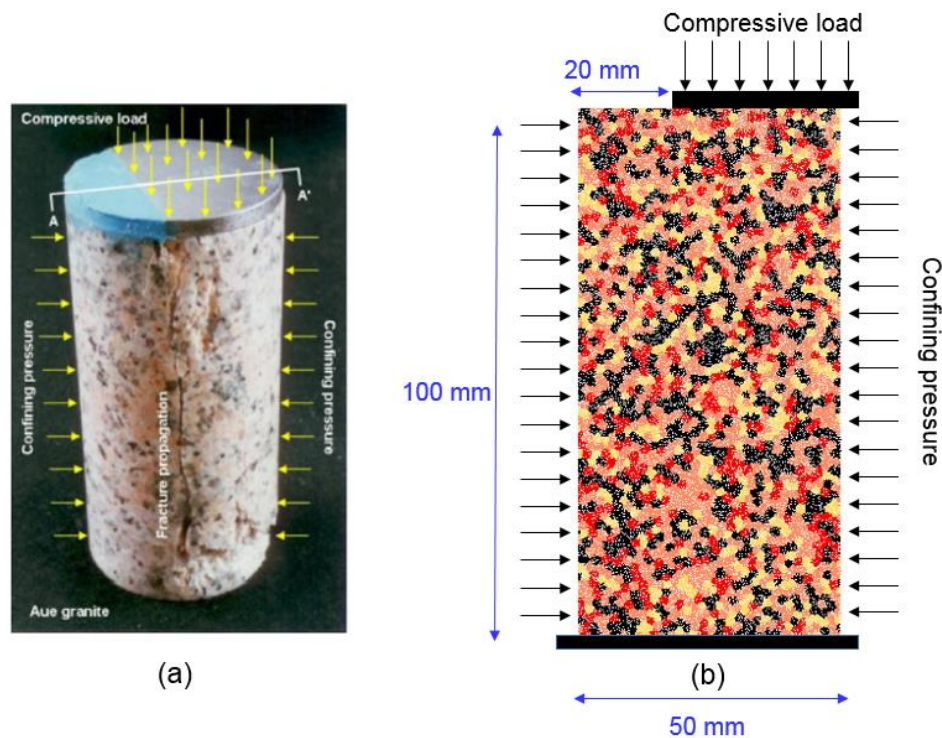 Compressive load
A
A'
Confining pressure
Fracture propagation
Confining pressure
Aue granite
(a)
Compressive load
20 mm
100 mm
Confining pressure
(b)
50 mm